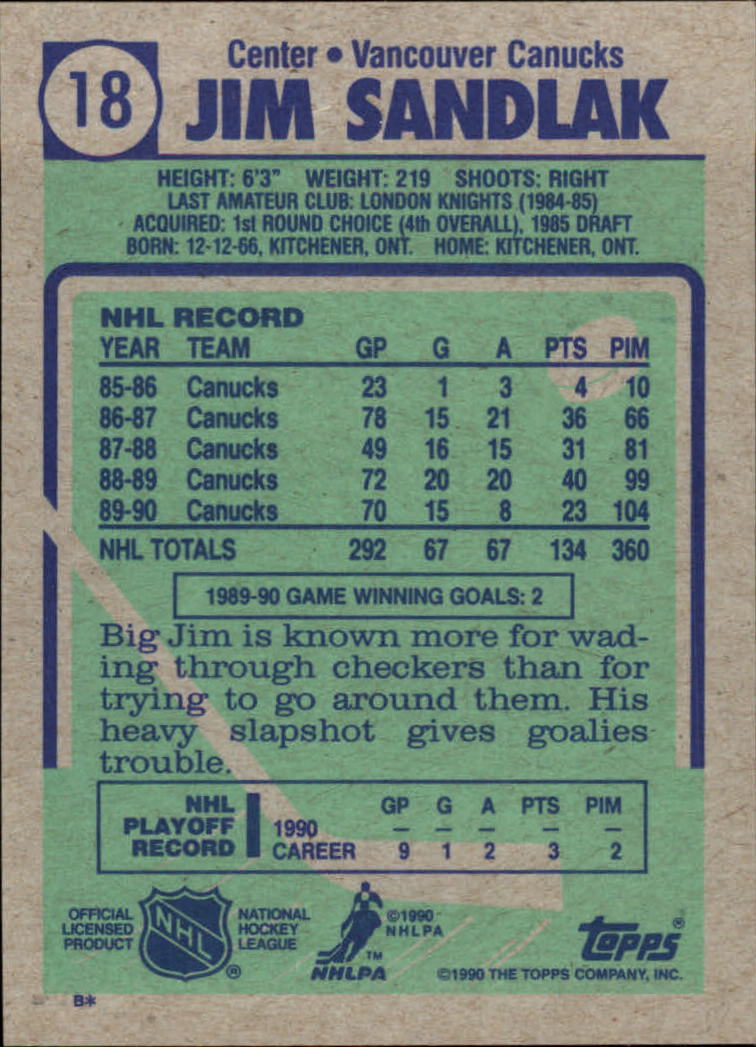 18
Center • Vancouver Canucks
JIM SANDLAK
HEIGHT: 6'3" WEIGHT: 219 SHOOTS: RIGHT
LAST AMATEUR CLUB: LONDON KNIGHTS (1984-85)
ACQUIRED: 1st ROUND CHOICE (4th OVERALL), 1985 DRAFT
BORN: 12-12-66, KITCHENER, ONT. HOME: KITCHENER, ONT.
NHL RECORD
YEAR TEAM GP G A PTS PIM
85-86 Canucks 23 1 3 4 10
86-87 Canucks 78 15 21 36 66
87-88 Canucks 49 16 15 31 81
88-89 Canucks 72 20 20 40 99
89-90 Canucks 70 15 8 23 104
NHL TOTALS 292 67 67 134 360
1989-90 GAME WINNING GOALS: 2
Big Jim is known more for wad-
ing through checkers than for
trying to go around them. His
heavy slapshot gives goalies
trouble.
NHL PLAYOFF RECORD
GP G A PTS PIM
1990 – – – – –
CAREER 9 1 2 3 2
OFFICIAL
LICENSED
PRODUCT
NHL
®
NATIONAL
HOCKEY
LEAGUE
©1990
NHLPA
TM
NHLPA
topps®
©1990 THE TOPPS COMPANY, INC.
B*